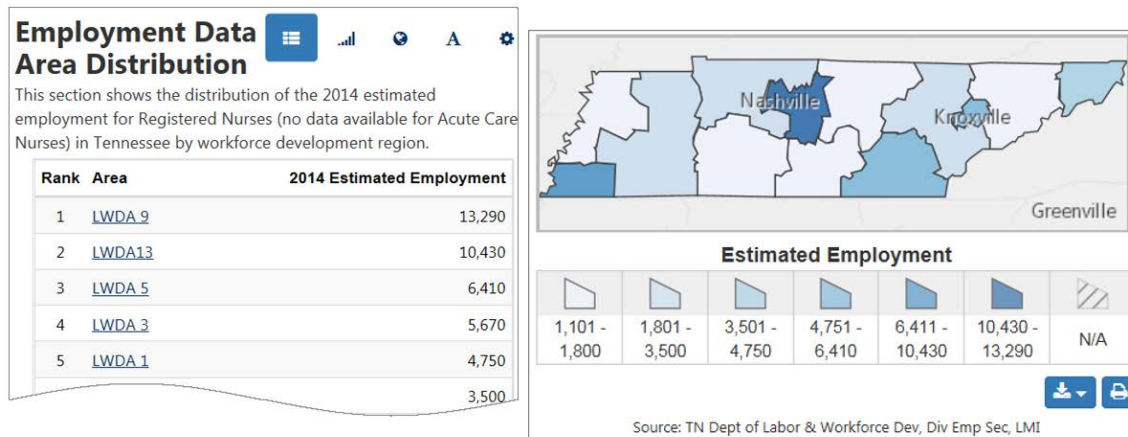 Employment Data
Area Distribution
A
This section shows the distribution of the 2014 estimated
employment for Registered Nurses (no data available for Acute Care
Nurses) in Tennessee by workforce development region.
Rank Area 2014 Estimated Employment
1 LWDA 9 13,290
2 LWDA13 10,430
3 LWDA 5 6,410
4 LWDA 3 5,670
5 LWDA 1 4,750
3,500
Nashville
Knoxville
Greenville
Estimated Employment
1,101 - 1,801 - 3,501 - 4,751 - 6,411 - 10,430 - N/A
1,800 3,500 4,750 6,410 10,430 13,290
Source: TN Dept of Labor & Workforce Dev, Div Emp Sec, LMI